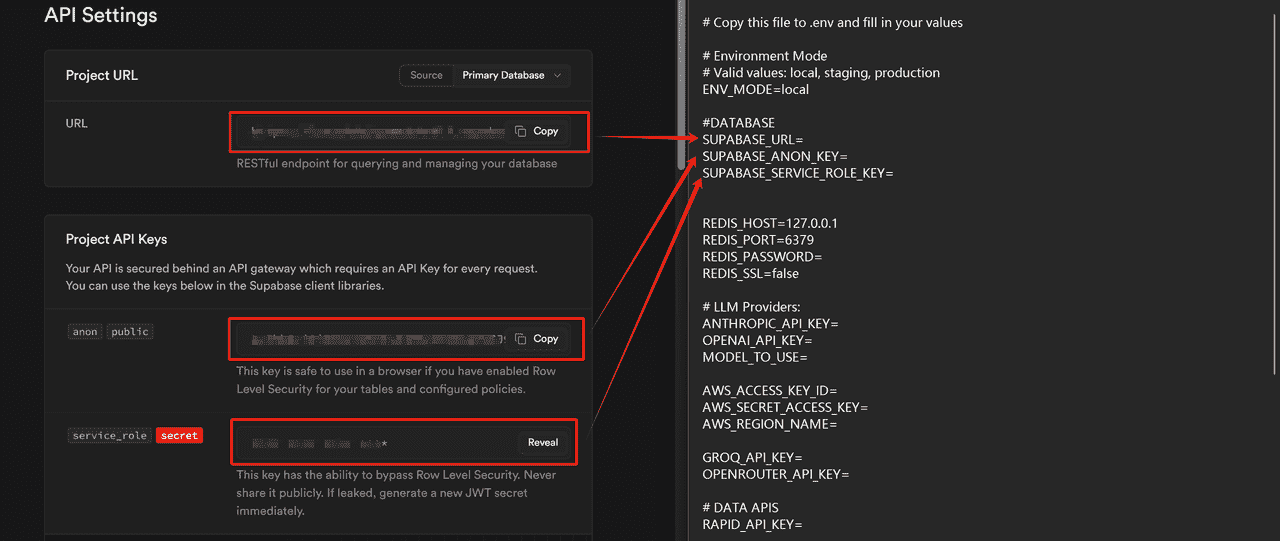 API Settings
Project URL
Source Primary Database
URL
Copy
RESTful endpoint for querying and managing your database
Project API Keys
Your API is secured behind an API gateway which requires an API Key for every request.
You can use the keys below in the Supabase client libraries.
anon public
Copy
This key is safe to use in a browser if you have enabled Row
Level Security for your tables and configured policies.
service_role secret
Reveal
This key has the ability to bypass Row Level Security. Never
share it publicly. If leaked, generate a new JWT secret
immediately.
# Copy this file to .env and fill in your values
# Environment Mode
# Valid values: local, staging, production
ENV_MODE=local
#DATABASE
SUPABASE_URL=
SUPABASE_ANON_KEY=
SUPABASE_SERVICE_ROLE_KEY=
REDIS_HOST=127.0.0.1
REDIS_PORT=6379
REDIS_PASSWORD=
REDIS_SSL=false
# LLM Providers:
ANTHROPIC_API_KEY=
OPENAI_API_KEY=
MODEL_TO_USE=
AWS_ACCESS_KEY_ID=
AWS_SECRET_ACCESS_KEY=
AWS_REGION_NAME=
GROQ_API_KEY=
OPENROUTER_API_KEY=
# DATA APIS
RAPID_API_KEY=